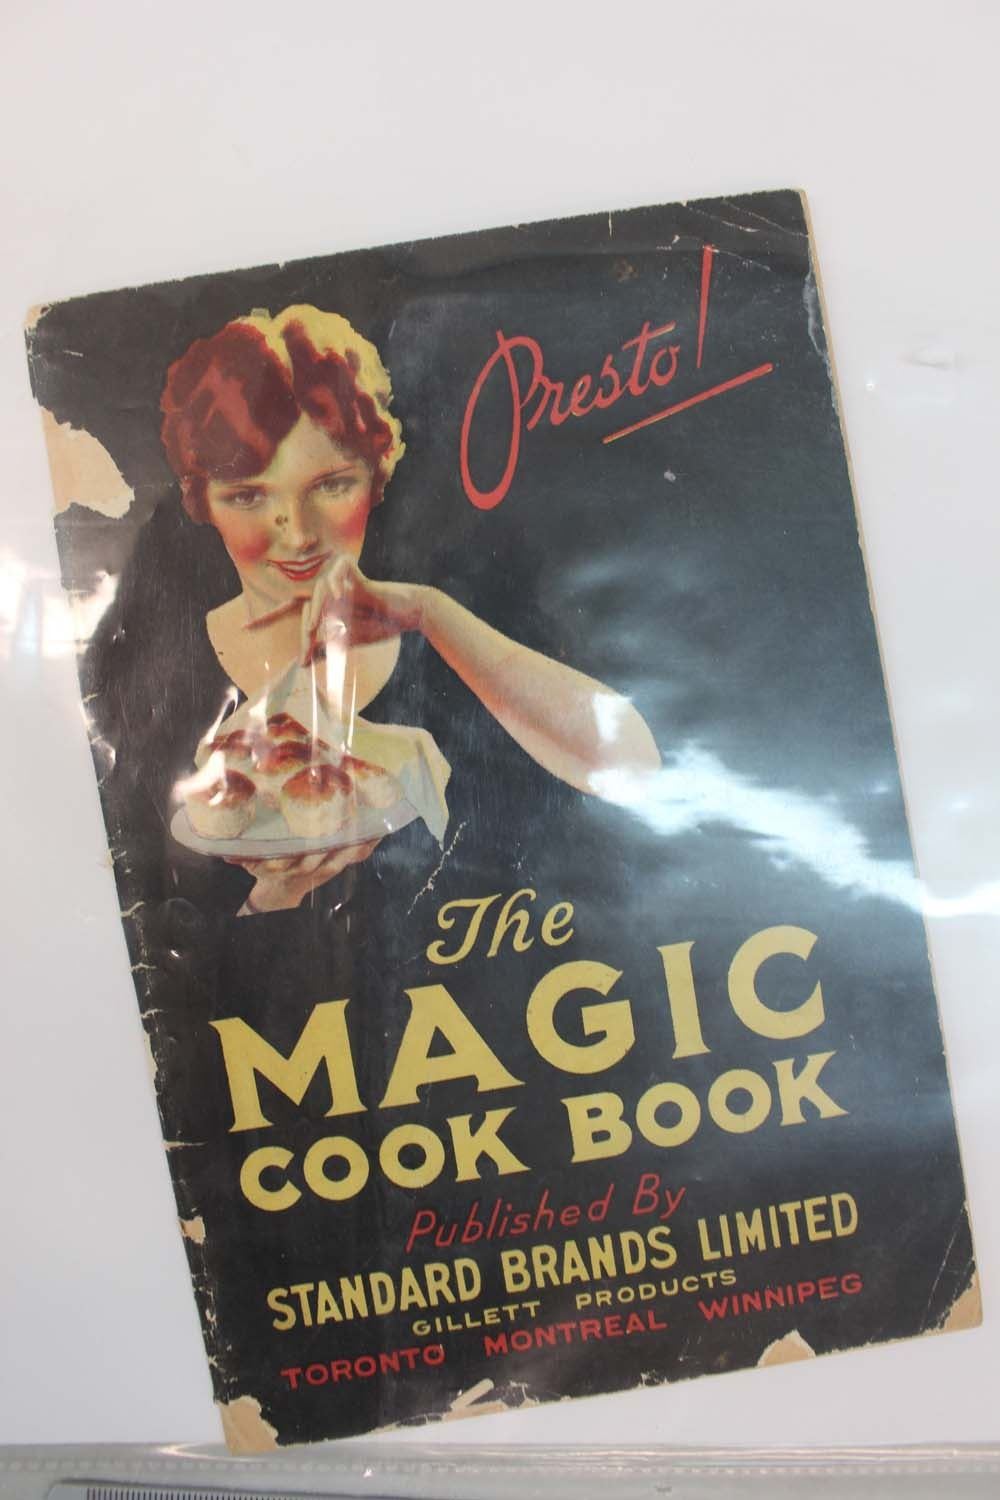 Presto!
The
MAGIC
COOK BOOK
Published By
STANDARD BRANDS LIMITED
GILLETT PRODUCTS
TORONTO MONTREAL WINNIPEG